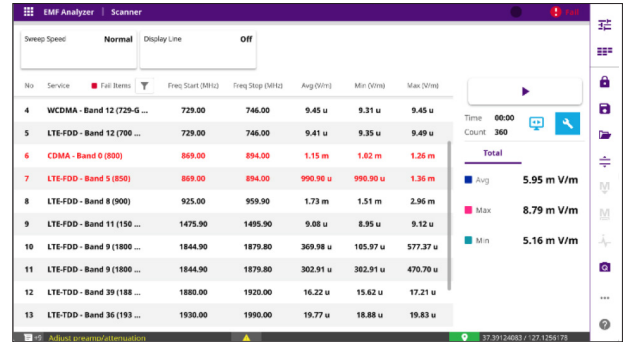 EMF Analyzer | Scanner
Fail
Sweep Speed Normal Display Line Off
No Service Fail Items Freq Start (MHz) Freq Stop (MHz) Avg(V/m) Min (V/m) Max (V/m)
4 WCDMA - Band 12 (729-G ... 729.00 746.00 9.45 u 9.31 u 9.45 u
5 LTE-FDD - Band 12 (700 ... 729.00 746.00 9.41 u 9.35 u 9.49 u
6 CDMA - Band 0 (800) 869.00 894.00 1.15 m 1.02 m 1.26 m
7 LTE-FDD - Band 5 (850) 869.00 894.00 990.90 u 990.90 u 1.36 m
8 LTE-FDD - Band 8 (900) 925.00 959.90 1.73 m 1.51 m 2.96 m
9 LTE-FDD - Band 11 (150 ... 1475.90 1495.90 9.08 u 8.95 u 9.12 u
10 LTE-FDD - Band 9 (1800 ... 1844.90 1879.80 369.98 u 105.97 u 577.37 u
11 LTE-FDD - Band 9 (1800 ... 1844.90 1879.80 302.91 u 302.91 u 470.70 u
12 LTE-TDD - Band 39 (188 ... 1880.00 1920.00 16.22 u 15.62 u 17.21 u
13 LTE-TDD - Band 36 (193 ... 1930.00 1990.00 19.77 u 18.88 u 19.83 u
Time 00:00
Count 360
Total
Avg 5.95 m V/m
Max 8.79 m V/m
Min 5.16 m V/m
+5 Adjust preamp/attenuation
37.39124083 / 127.1256178